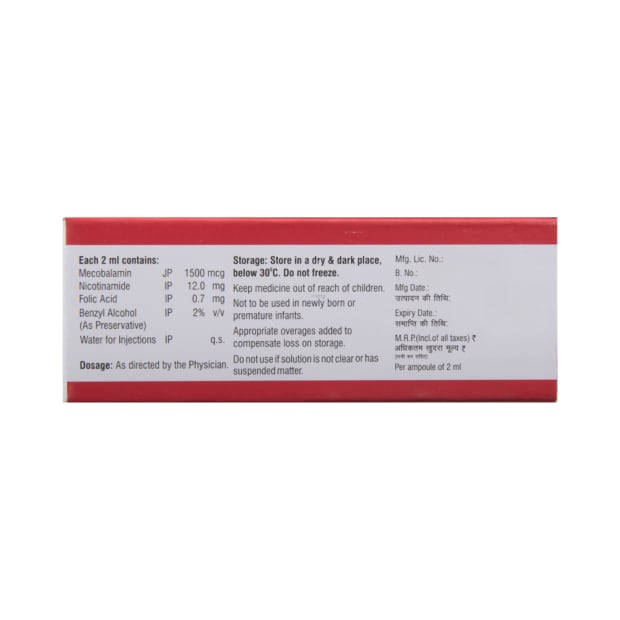 Each 2 ml contains:
Mecobalamin JP 1500 mcg
Nicotinamide IP 12.0 mg
Folic Acid IP 0.7 mg
Benzyl Alcohol IP 2% v/v
(As Preservative)
Water for Injections IP q.s.
Dosage: As directed by the Physician.
Storage: Store in a dry & dark place,
below 30°C. Do not freeze.
Keep medicine out of reach of children.
Not to be used in newly born or
premature infants.
Appropriate overages added to
compensate loss on storage.
Do not use if solution is not clear or has
suspended matter.
Mfg. Lic. No.:
B. No.:
Mfg Date.:
उत्पादन की तिथि:
Expiry Date.:
समाप्ति की तिथि:
M.R.P.(Incl.of all taxes) ₹
अधिकतम खुदरा मूल्य ₹
(सभी कर सहित)
Per ampoule of 2 ml